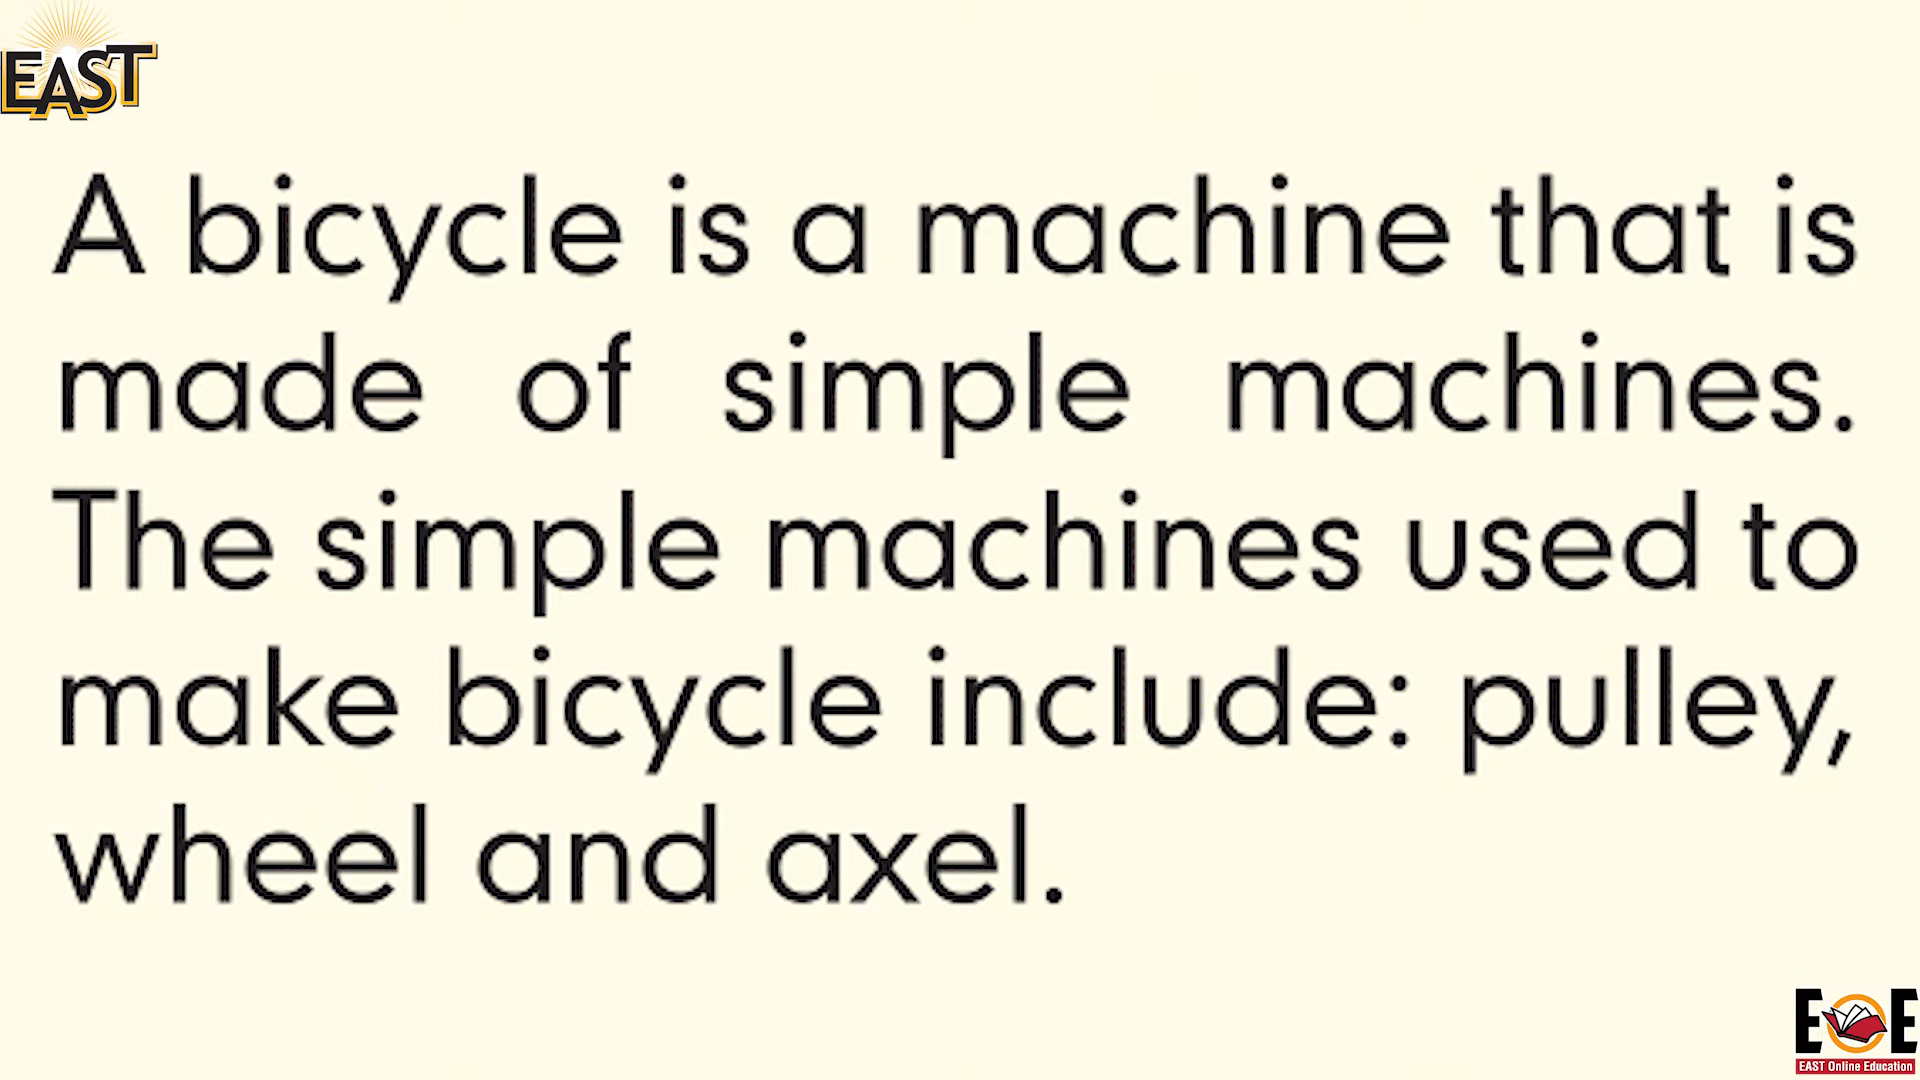 EAST
A bicycle is a machine that is
made of simple machines.
The simple machines used to
make bicycle include: pulley,
wheel and axel.
EOE
EAST Online Education